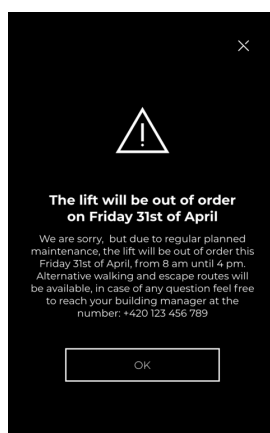 The lift will be out of order
on Friday 31st of April
We are sorry, but due to regular planned
maintenance, the lift will be out of order this
Friday 31st of April, from 8 am until 4 pm.
Alternative walking and escape routes will
be available, in case of any question feel free
to reach your building manager at the
number: +420 123 456 789
OK